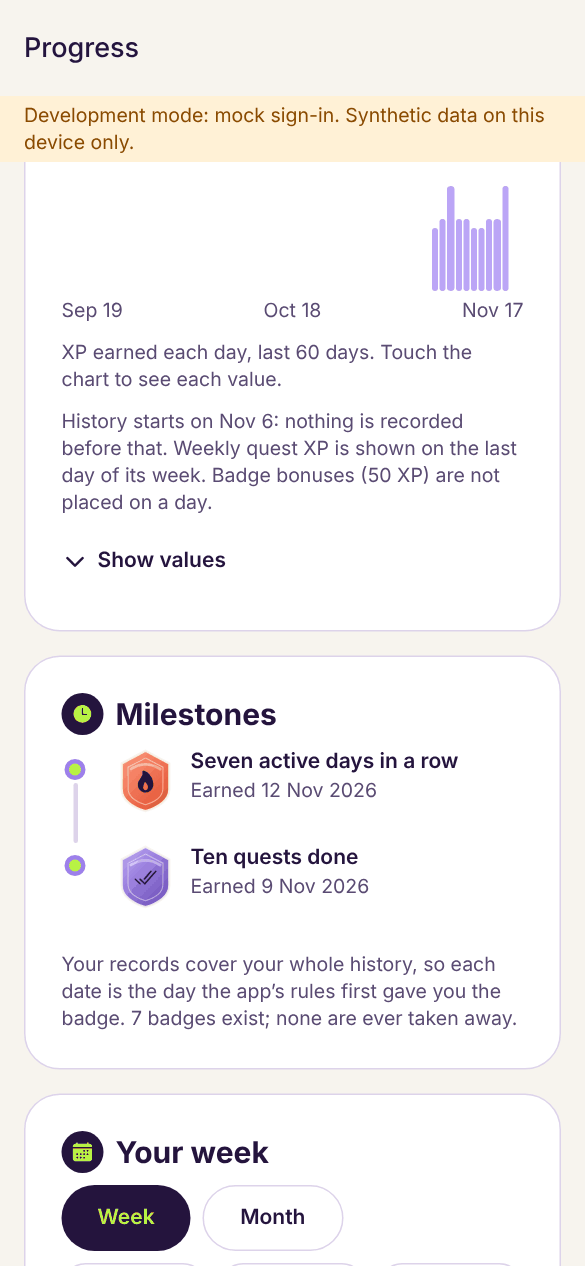 Progress
Development mode: mock sign-in. Synthetic data on this
device only.
Sep 19 Oct 18 Nov 17
XP earned each day, last 60 days. Touch the
chart to see each value.
History starts on Nov 6: nothing is recorded
before that. Weekly quest XP is shown on the last
day of its week. Badge bonuses (50 XP) are not
placed on a day.
Show values
Milestones
Seven active days in a row
Earned 12 Nov 2026
Ten quests done
Earned 9 Nov 2026
Your records cover your whole history, so each
date is the day the app’s rules first gave you the
badge. 7 badges exist; none are ever taken away.
Your week
Week Month